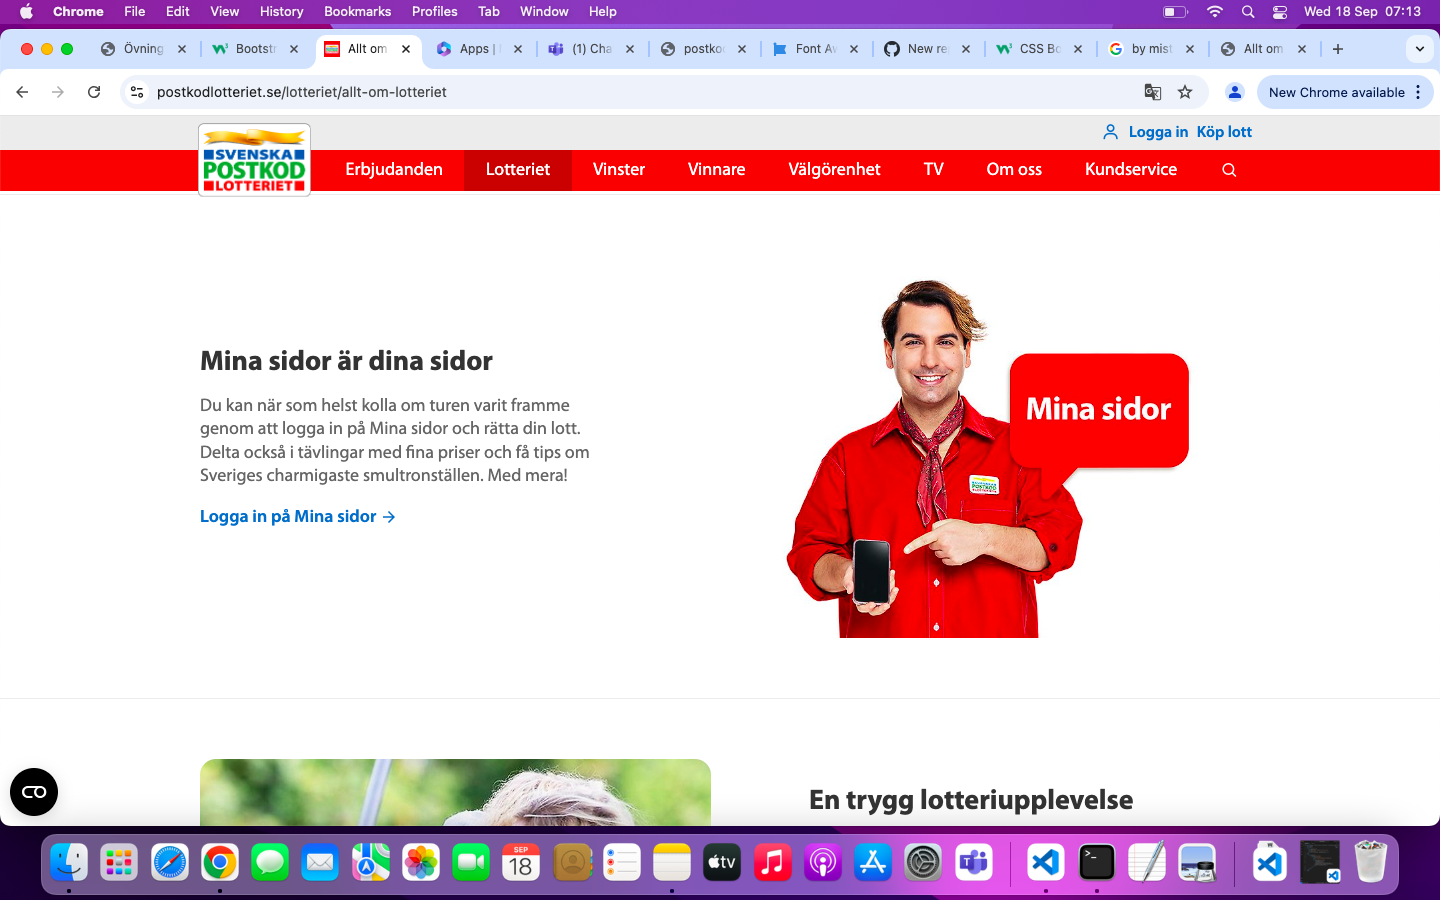 Chrome File Edit View History Bookmarks Profiles Tab Window Help Wed 18 Sep 07:13
Övning Bootstr Allt om Apps | (1) Cha postko Font Av New re CSS Bo by mist Allt om
postkodlotteriet.se/lotteriet/allt-om-lotteriet New Chrome available
Logga in Köp lott
SVENSKA
POSTKOD
LOTTERIET
Erbjudanden Lotteriet Vinster Vinnare Välgörenhet TV Om oss Kundservice
Mina sidor är dina sidor
Du kan när som helst kolla om turen varit framme
genom att logga in på Mina sidor och rätta din lott.
Delta också i tävlingar med fina priser och få tips om
Sveriges charmigaste smultronställen. Med mera!
Logga in på Mina sidor
Mina sidor
SVENSKA
POSTKOD
LOTTERIET
En trygg lotteriupplevelse
SEP
18
tv